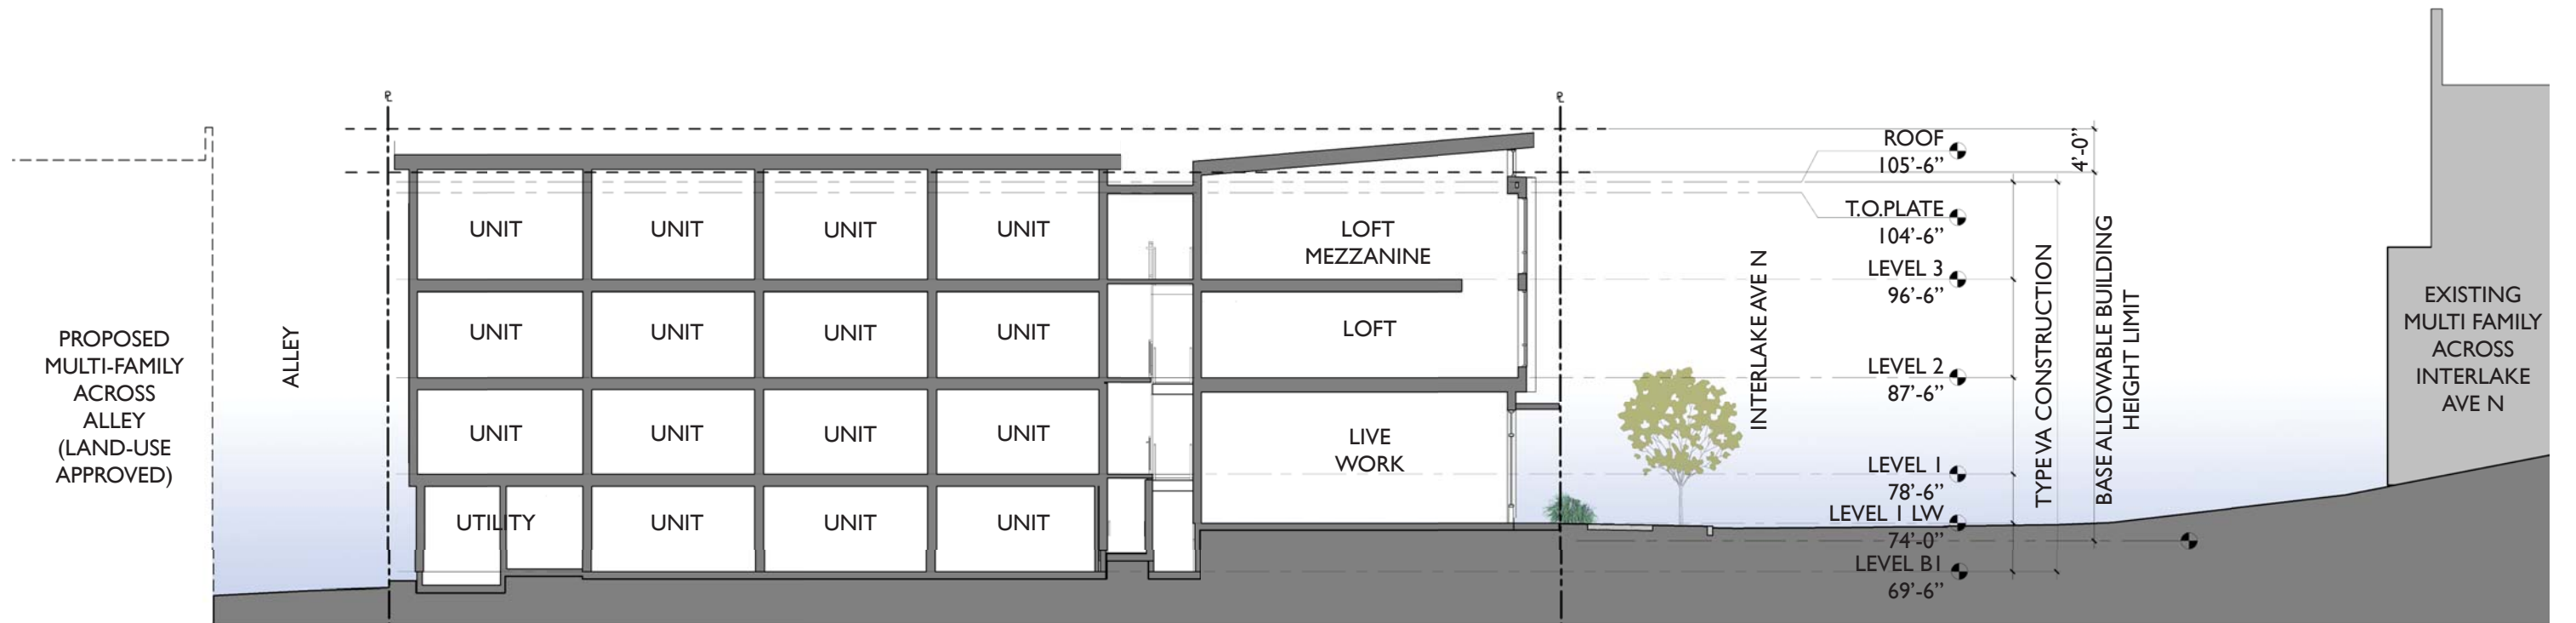 ℄
℄
ROOF
105'-6"
4'-0"
T.O.PLATE
104'-6"
UNIT
UNIT
UNIT
UNIT
LOFT
MEZZANINE
LEVEL 3
96'-6"
UNIT
UNIT
UNIT
UNIT
LOFT
LEVEL 2
87'-6"
UNIT
UNIT
UNIT
UNIT
LIVE
WORK
LEVEL 1
78'-6"
UTILITY
UNIT
UNIT
UNIT
LEVEL 1 LW
74'-0"
LEVEL B1
69'-6"
PROPOSED
MULTI-FAMILY
ACROSS
ALLEY
(LAND-USE
APPROVED)
ALLEY
INTERLAKE AVE N
TYPE VA CONSTRUCTION
BASE ALLOWABLE BUILDING
HEIGHT LIMIT
EXISTING
MULTI FAMILY
ACROSS
INTERLAKE
AVE N